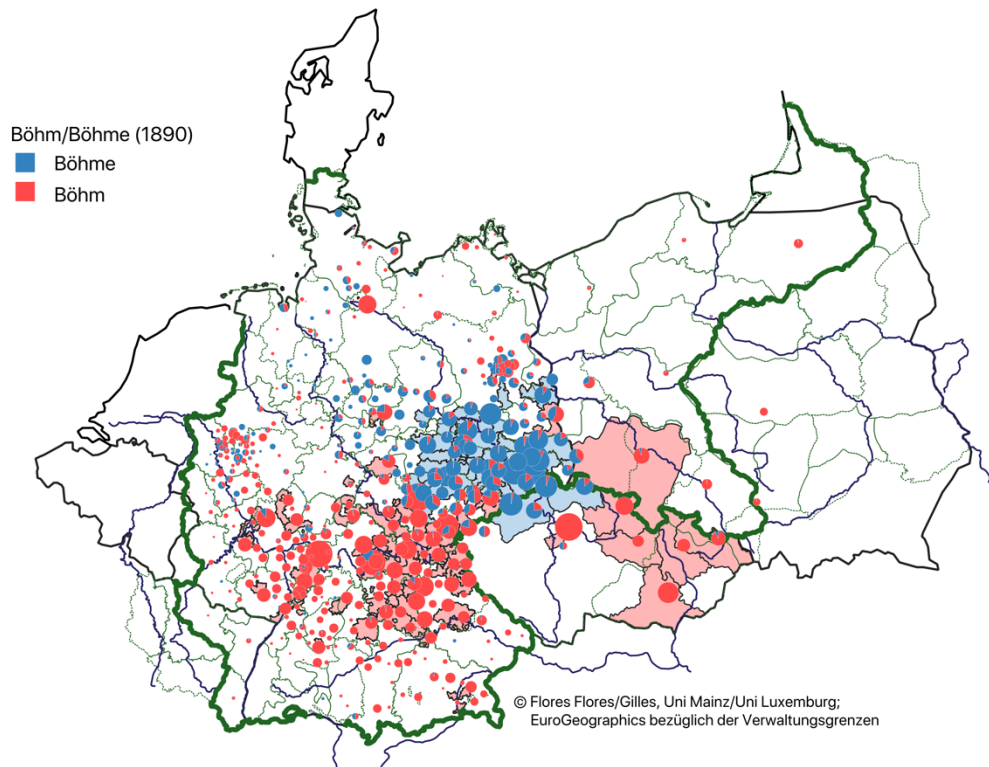 Böhm/Böhme (1890)
Böhme
Böhm
© Flores Flores/Gilles, Uni Mainz/Uni Luxemburg;
EuroGeographics bezüglich der Verwaltungsgrenzen